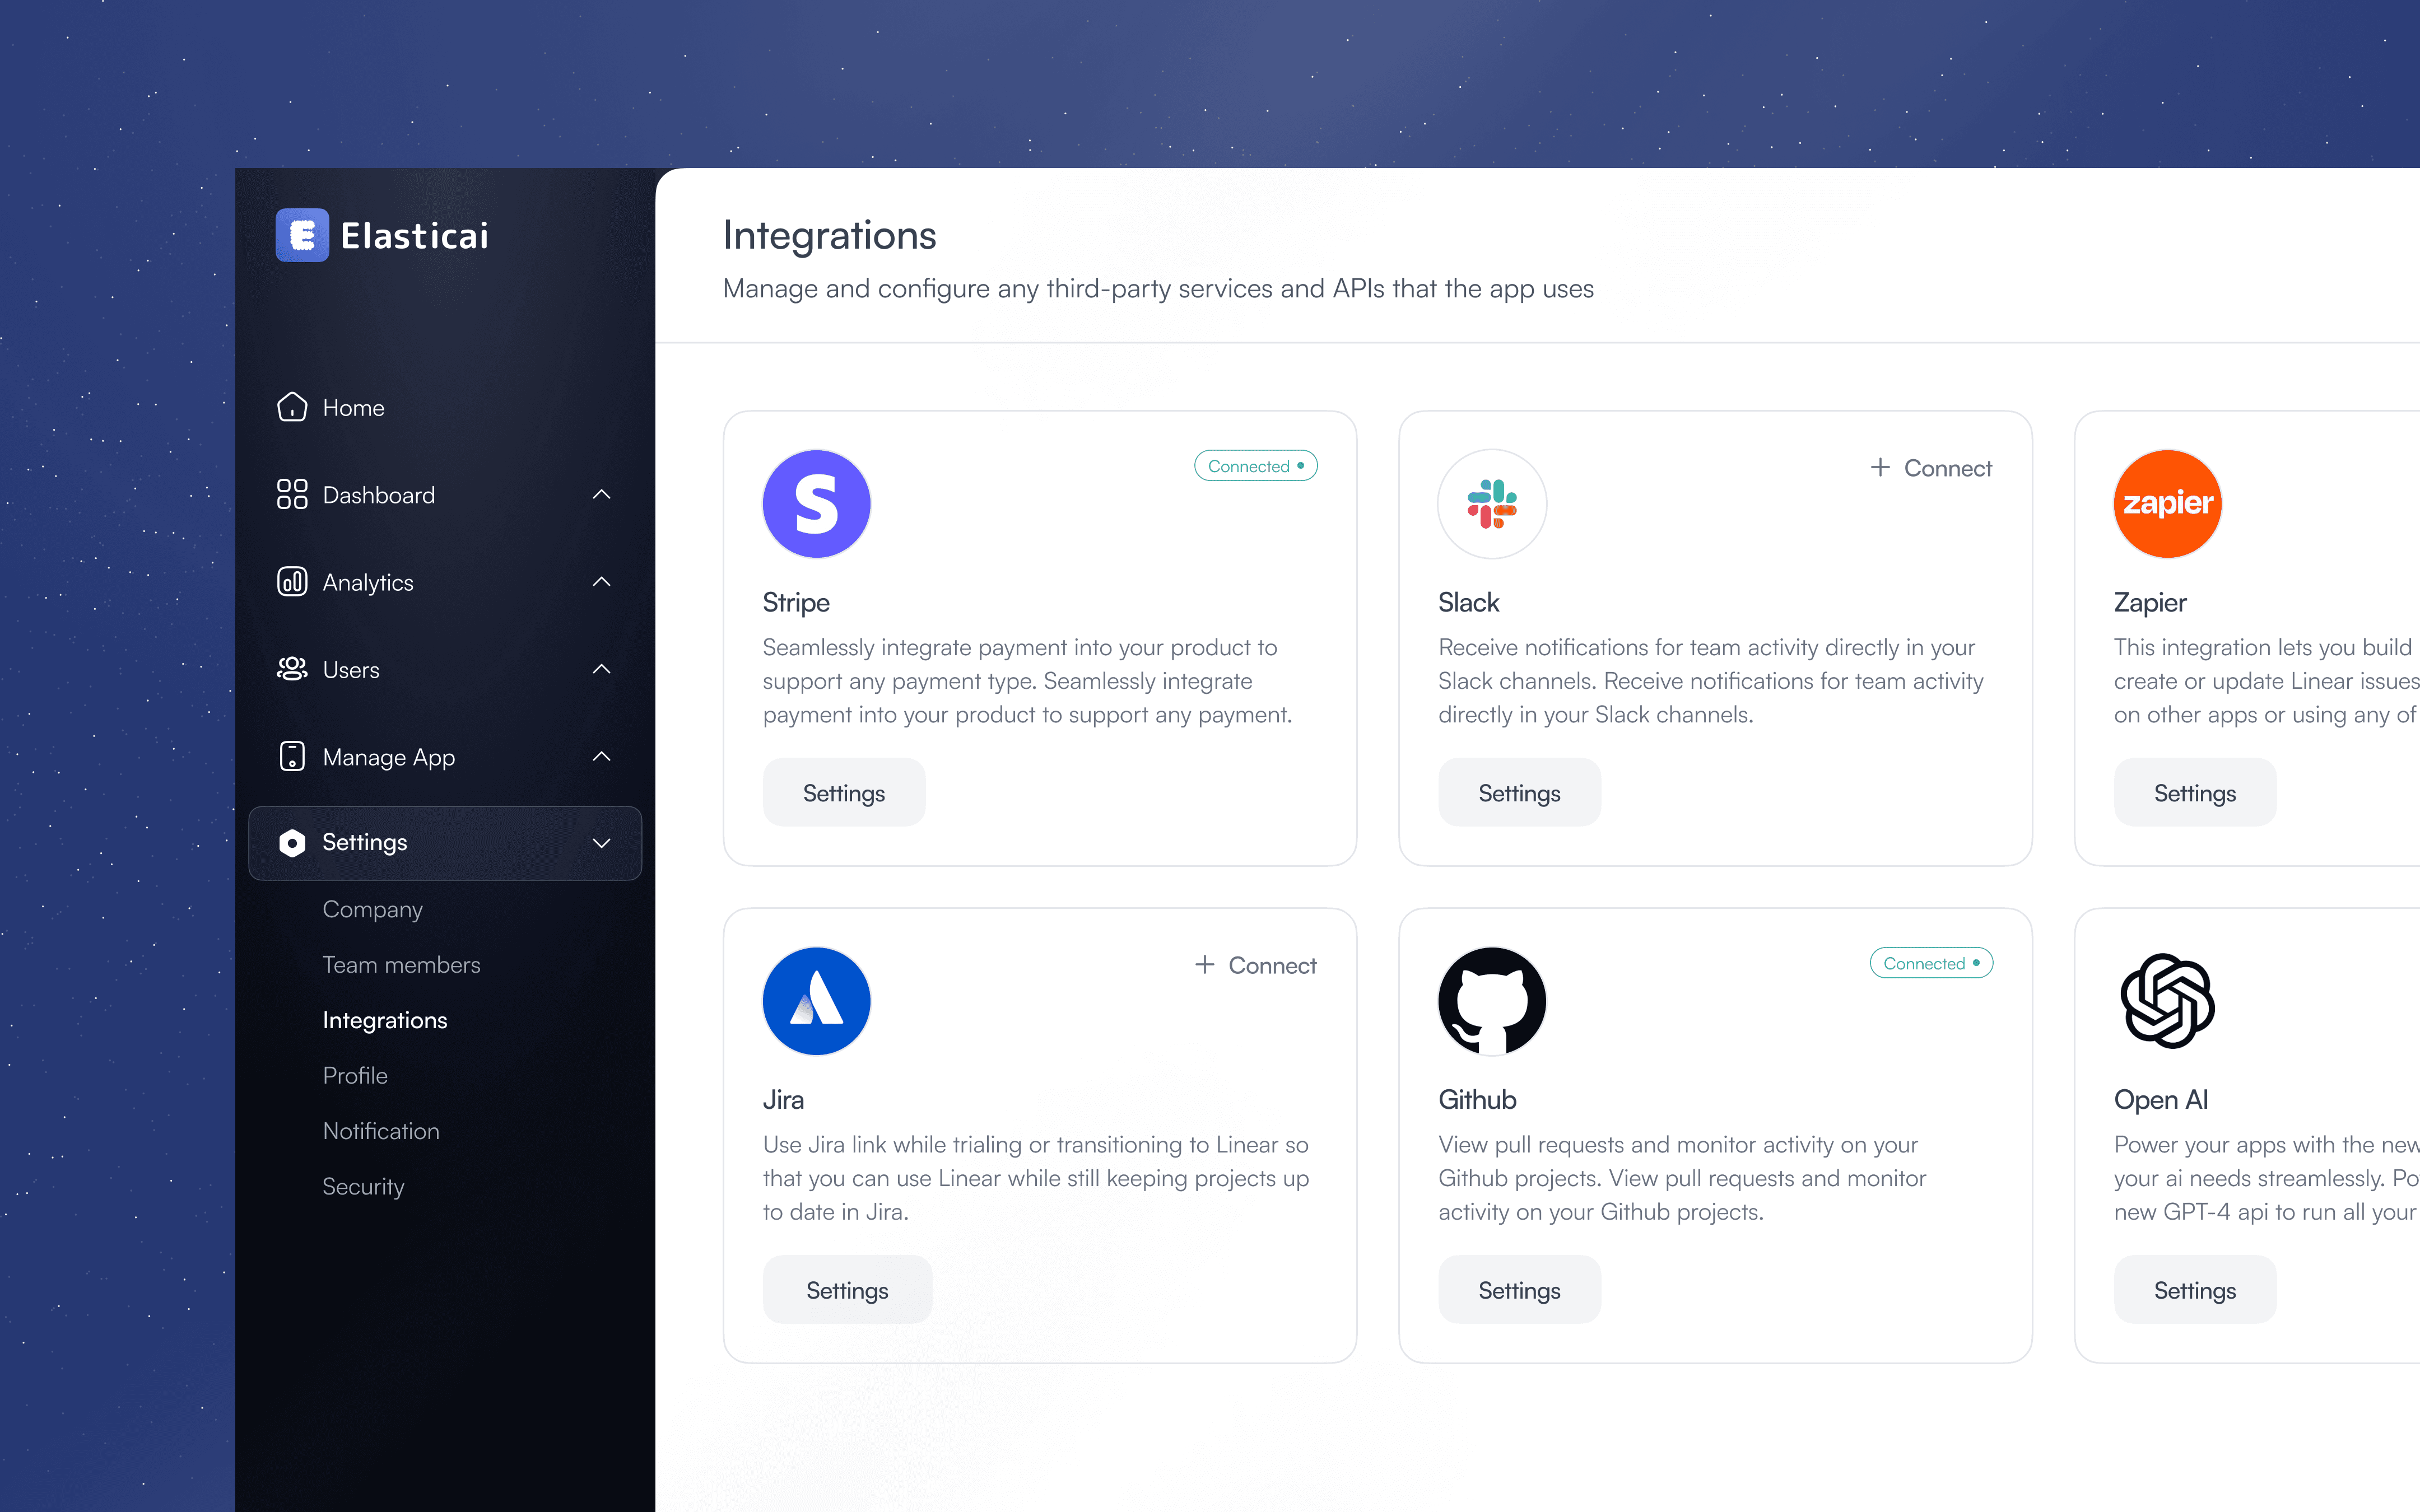 Elasticai
Home
Dashboard
Analytics
Users
Manage App
Settings
Company
Team members
Integrations
Profile
Notification
Security
Integrations
Manage and configure any third-party services and APIs that the app uses
Connected
Stripe
Seamlessly integrate payment into your product to
support any payment type. Seamlessly integrate
payment into your product to support any payment.
Settings
+ Connect
Slack
Receive notifications for team activity directly in your
Slack channels. Receive notifications for team activity
directly in your Slack channels.
Settings
zapier
Zapier
This integration lets you build
create or update Linear issues
on other apps or using any of
Settings
+ Connect
Jira
Use Jira link while trialing or transitioning to Linear so
that you can use Linear while still keeping projects up
to date in Jira.
Settings
Connected
Github
View pull requests and monitor activity on your
Github projects. View pull requests and monitor
activity on your Github projects.
Settings
Open AI
Power your apps with the new
your ai needs streamlessly. Po
new GPT-4 api to run all your
Settings